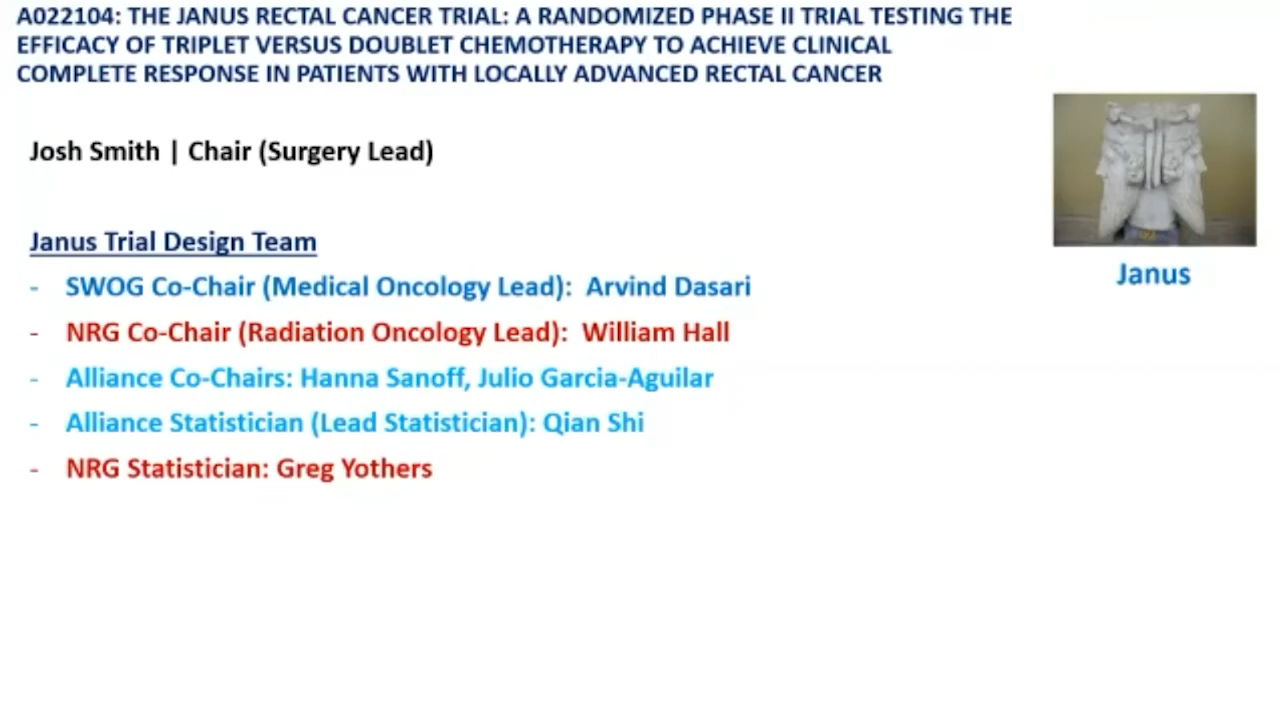 A022104: THE JANUS RECTAL CANCER TRIAL: A RANDOMIZED PHASE II TRIAL TESTING THE
EFFICACY OF TRIPLET VERSUS DOUBLET CHEMOTHERAPY TO ACHIEVE CLINICAL
COMPLETE RESPONSE IN PATIENTS WITH LOCALLY ADVANCED RECTAL CANCER
Josh Smith | Chair (Surgery Lead)
Janus Trial Design Team
- SWOG Co-Chair (Medical Oncology Lead): Arvind Dasari
- NRG Co-Chair (Radiation Oncology Lead): William Hall
- Alliance Co-Chairs: Hanna Sanoff, Julio Garcia-Aguilar
- Alliance Statistician (Lead Statistician): Qian Shi
- NRG Statistician: Greg Yothers
Janus